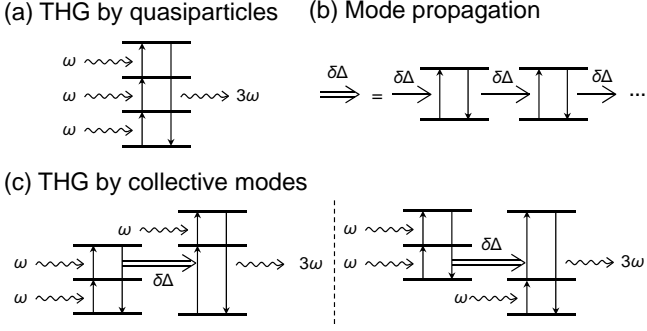 (a) THG by quasiparticles
(b) Mode propagation
ω
ω
ω
3ω
δΔ
=
δΔ
δΔ
δΔ
...
(c) THG by collective modes
ω
ω
ω
δΔ
3ω
ω
ω
ω
δΔ
3ω